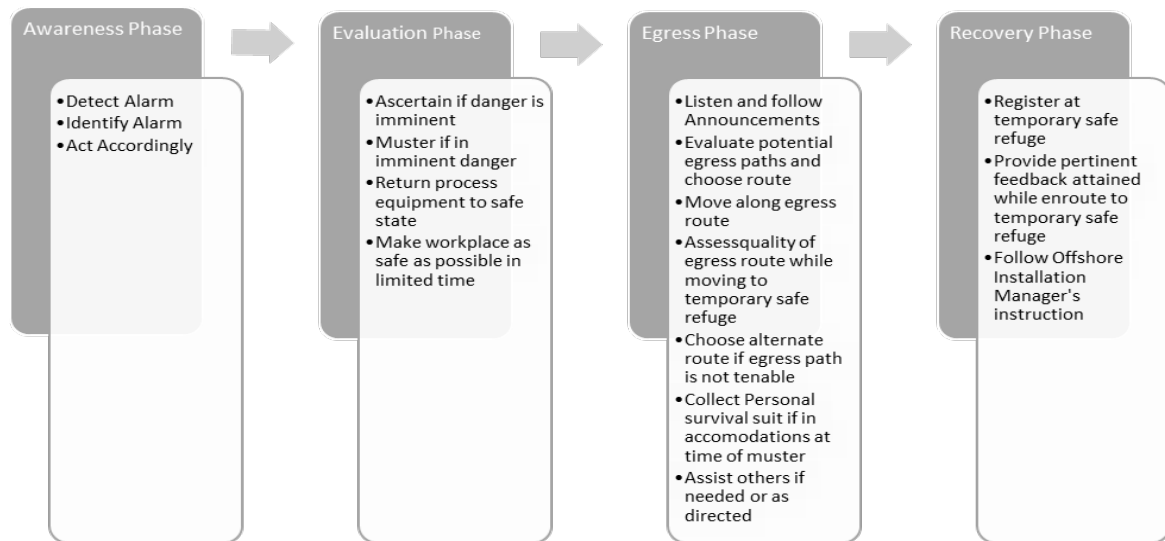 Awareness Phase
•Detect Alarm
•Identify Alarm
•Act Accordingly
Evaluation Phase
•Ascertain if danger is
imminent
•Muster if in
imminent danger
•Return process
equipment to safe
state
•Make workplace as
safe as possible in
limited time
Egress Phase
•Listen and follow
Announcements
•Evaluate potential
egress paths and
choose route
•Move along egress
route
•Assessquality of
egress route while
moving to
temporary safe
refuge
•Choose alternate
route if egress path
is not tenable
•Collect Personal
survival suit if in
accomodations at
time of muster
•Assist others if
needed or as
directed
Recovery Phase
•Register at
temporary safe
refuge
•Provide pertinent
feedback attained
while enroute to
temporary safe
refuge
•Follow Offshore
Installation
Manager's
instruction